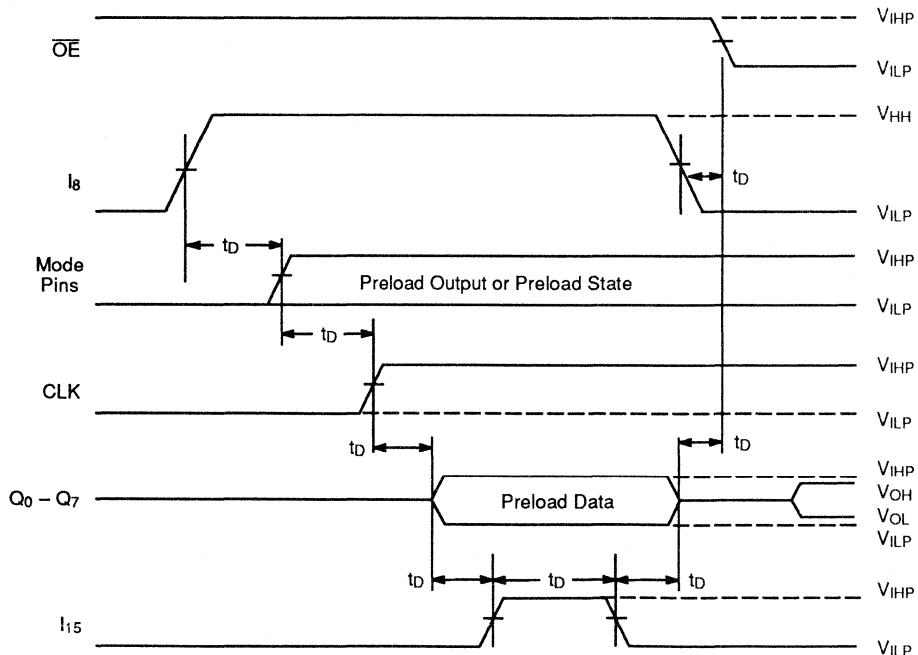 OE
VIHP
VILP
VHH
I8
tD
VILP
tD
Mode
Pins
Preload Output or Preload State
VIHP
VILP
tD
CLK
VIHP
VILP
tD
tD
Q0 – Q7
Preload Data
VIHP
VOH
VOL
VILP
tD
tD
tD
I15
VIHP
VILP